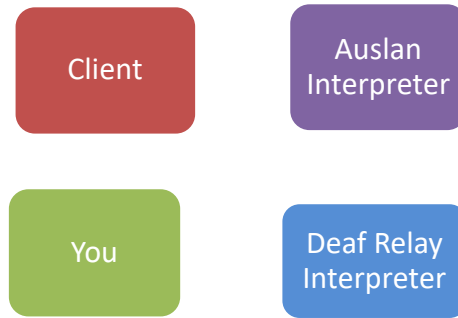 Client
Auslan
Interpreter
You
Deaf Relay
Interpreter